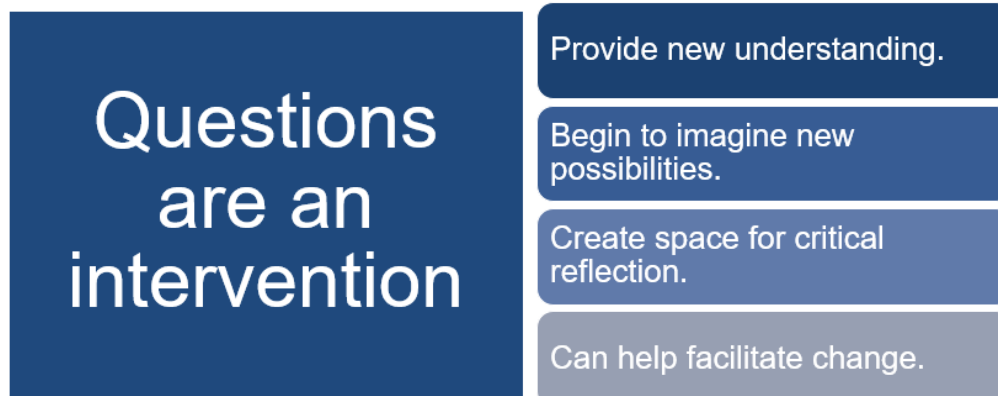 Questions
are an
intervention
Provide new understanding.
Begin to imagine new
possibilities.
Create space for critical
reflection.
Can help facilitate change.